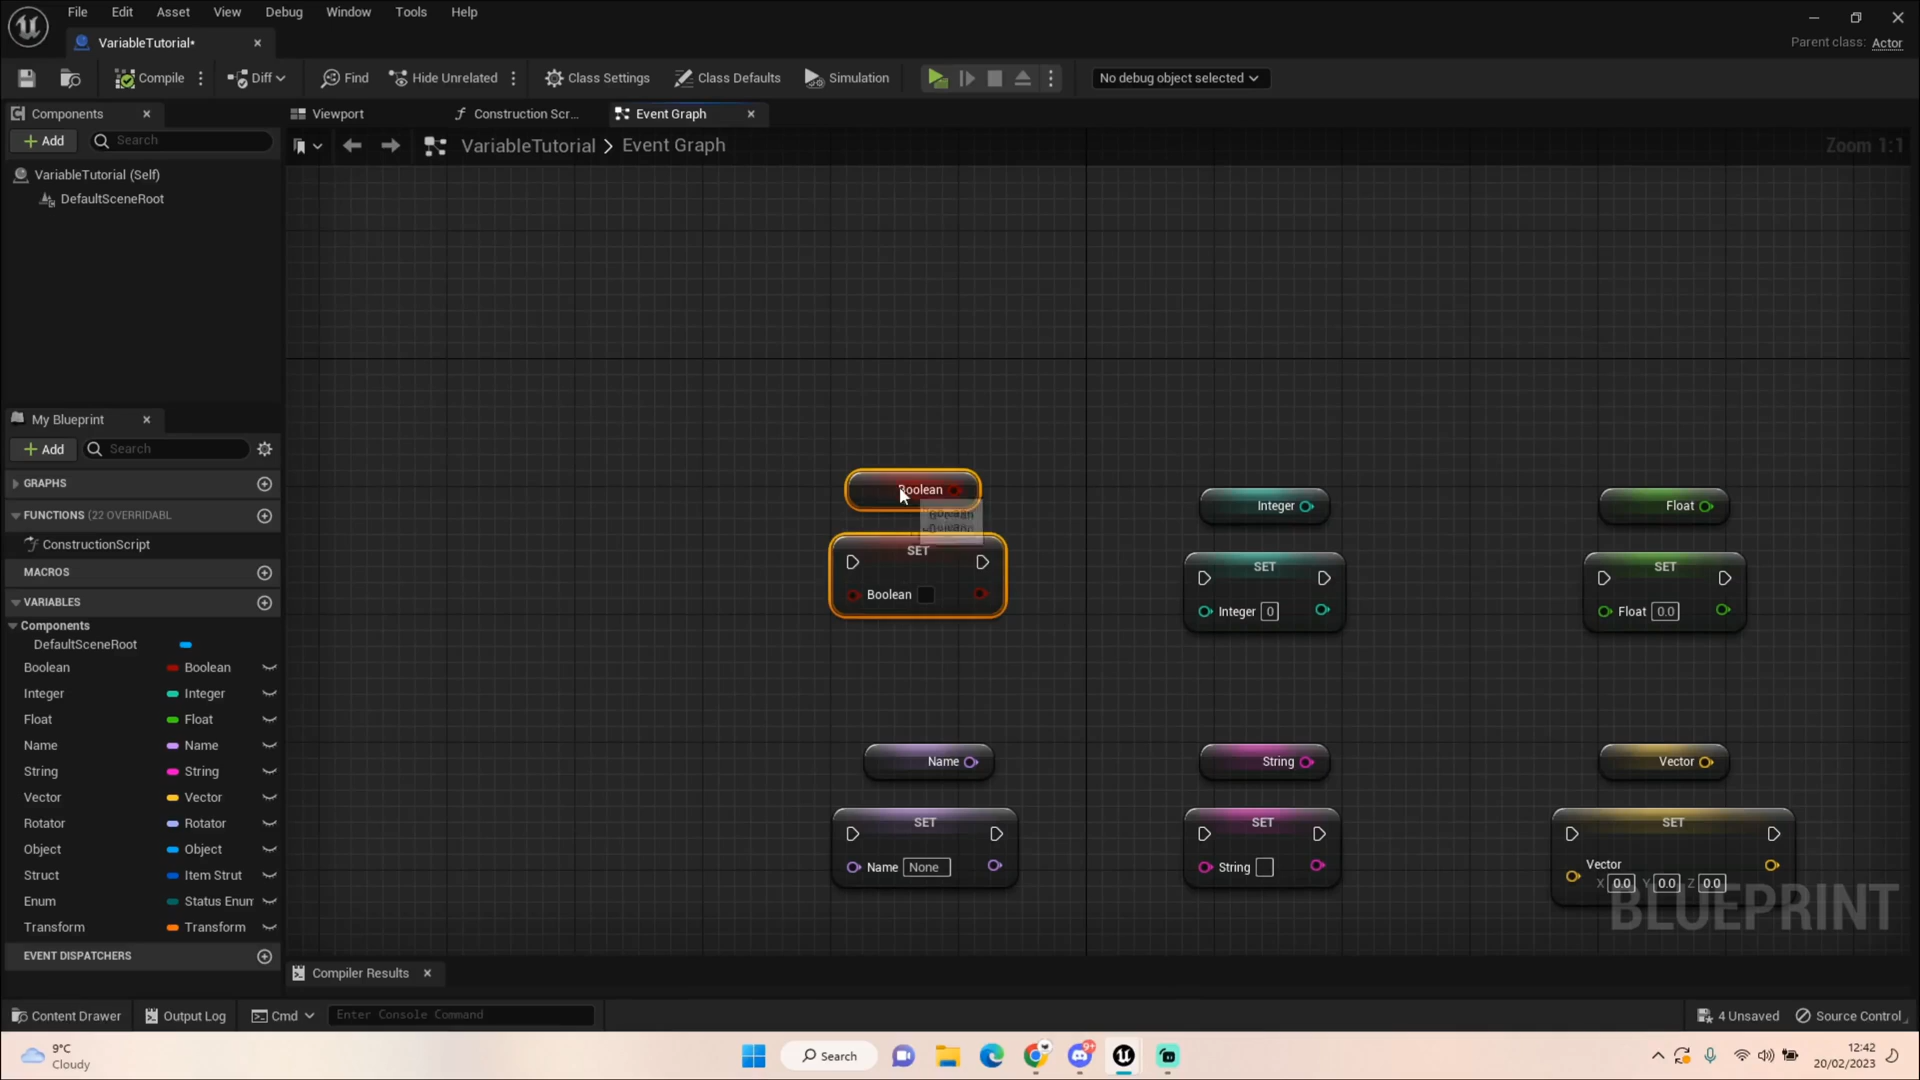 File Edit Asset View Debug Window Tools Help
VariableTutorial*
Parent class: Actor
Compile Diff Find Hide Unrelated Class Settings Class Defaults Simulation No debug object selected
Components
Viewport Construction Scr... Event Graph
Add Search
VariableTutorial > Event Graph Zoom 1:1
VariableTutorial (Self)
DefaultSceneRoot
My Blueprint
Add Search
GRAPHS
FUNCTIONS (22 OVERRIDABL
ConstructionScript
MACROS
VARIABLES
Components
DefaultSceneRoot
Boolean Boolean
Integer Integer
Float Float
Name Name
String String
Vector Vector
Rotator Rotator
Object Object
Struct Item Strut
Enum Status Enum
Transform Transform
EVENT DISPATCHERS
Boolean
SET
Boolean
Integer
SET
Integer 0
Float
SET
Float 0.0
Name
SET
Name None
String
SET
String
Vector
SET
Vector
X 0.0 Y 0.0 Z 0.0
BLUEPRINT
Compiler Results
Content Drawer Output Log Cmd Enter Console Command 4 Unsaved Source Control
9°C
Cloudy
Search
9+
12:42
20/02/2023